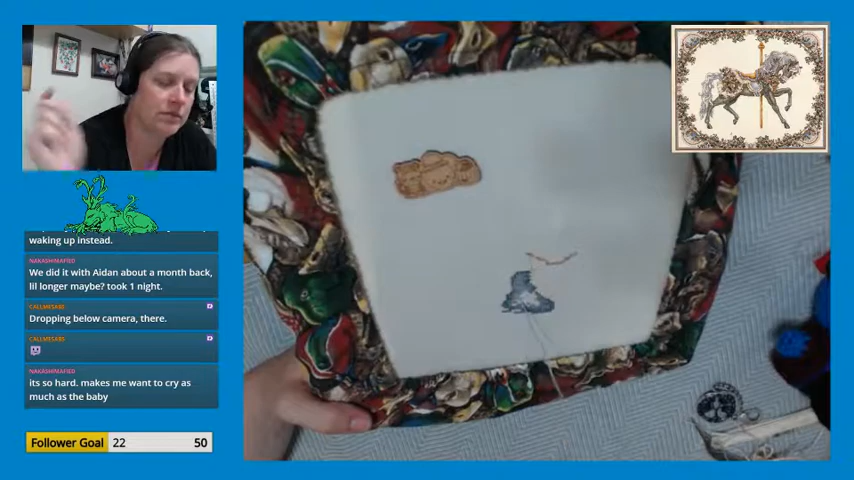 waking up instead.
NAKASHIMAFIED
We did it with Aidan about a month back,
lil longer maybe? took 1 night.
CALLMESABS
Dropping below camera, there.
CALLMESABS
NAKASHIMAFIED
its so hard. makes me want to cry as
much as the baby
Follower Goal 22 50